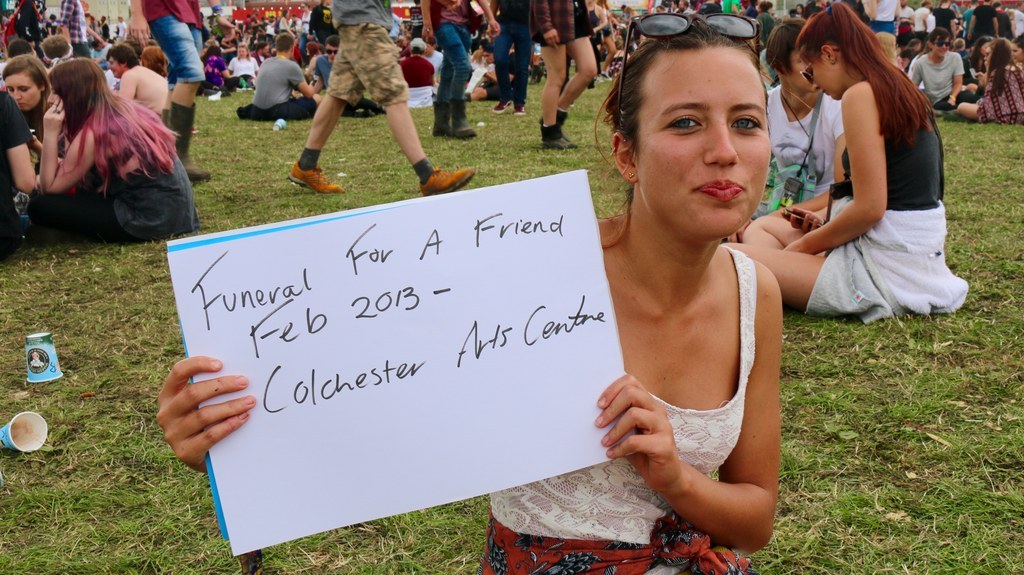 Funeral For A Friend
Feb 2013 -
Colchester Arts Centre